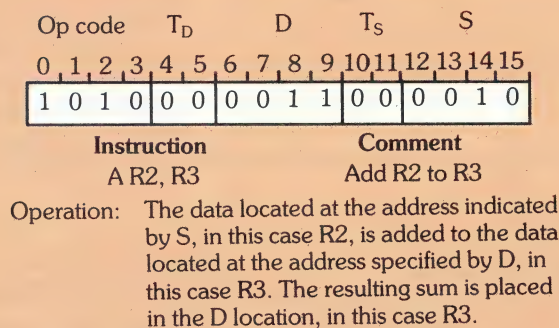 Op code T_D D T_S S
0 1 2 3 4 5 6 7 8 9 10 11 12 13 14 15
1 0 1 0 0 0 0 0 1 1 0 0 0 0 1 0
Instruction Comment
A R2, R3 Add R2 to R3
Operation: The data located at the address indicated
by S, in this case R2, is added to the data
located at the address specified by D, in
this case R3. The resulting sum is placed
in the D location, in this case R3.